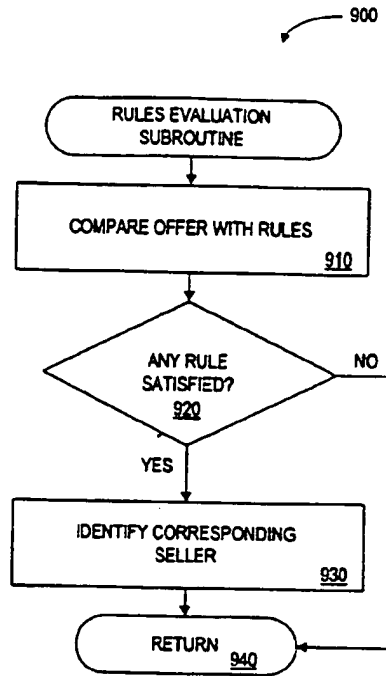 900
RULES EVALUATION
SUBROUTINE
COMPARE OFFER WITH RULES
910
ANY RULE
SATISFIED?
920
NO
YES
IDENTIFY CORRESPONDING
SELLER
930
RETURN
940